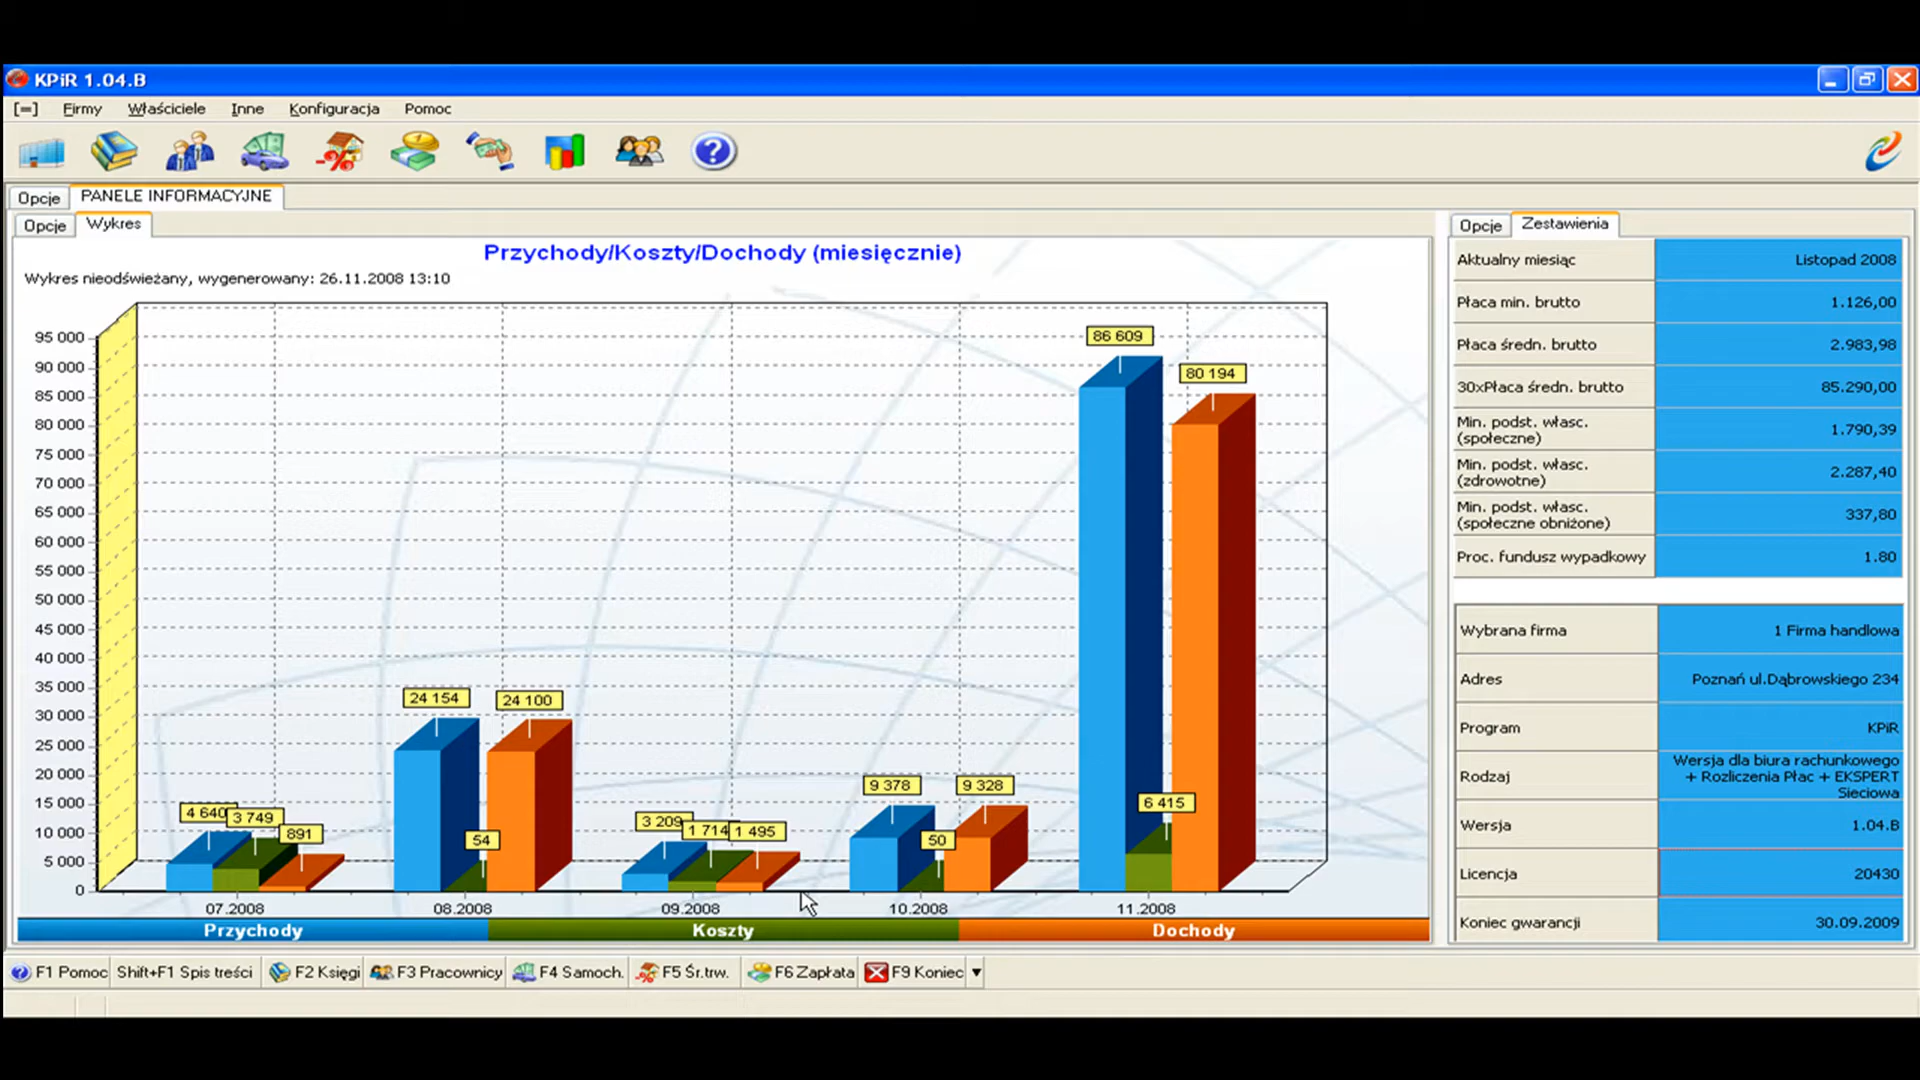 KPiR 1.04.B
[=] Firmy Właściciele Inne Konfiguracja Pomoc
Opcje PANELE INFORMACYJNE
Opcje Wykres
Przychody/Koszty/Dochody (miesięcznie)
Wykres nieodświeżany, wygenerowany: 26.11.2008 13:10
95 000
90 000
85 000
80 000
75 000
70 000
65 000
60 000
55 000
50 000
45 000
40 000
35 000
30 000
25 000
20 000
15 000
10 000
5 000
0
4 640 3 749 891
24 154 54 24 100
3 209 1 714 1 495
9 378 50 9 328
86 609 6 415 80 194
07.2008 08.2008 09.2008 10.2008 11.2008
Przychody Koszty Dochody
Opcje Zestawienia
Aktualny miesiąc Listopad 2008
Płaca min. brutto 1.126,00
Płaca średn. brutto 2.983,98
30xPłaca średn. brutto 85.290,00
Min. podst. własc.
(społeczne) 1.790,39
Min. podst. własc.
(zdrowotne) 2.287,40
Min. podst. własc.
(społeczne obniżone) 337,80
Proc. fundusz wypadkowy 1.80
Wybrana firma 1 Firma handlowa
Adres Poznań ul.Dąbrowskiego 234
Program KPiR
Rodzaj Wersja dla biura rachunkowego
+ Rozliczenia Płac + EKSPERT
Sieciowa
Wersja 1.04.B
Licencja 20430
Koniec gwarancji 30.09.2009
F1 Pomoc Shift+F1 Spis treści F2 Księgi F3 Pracownicy F4 Samoch. F5 Śr.trw. F6 Zapłata F9 Koniec